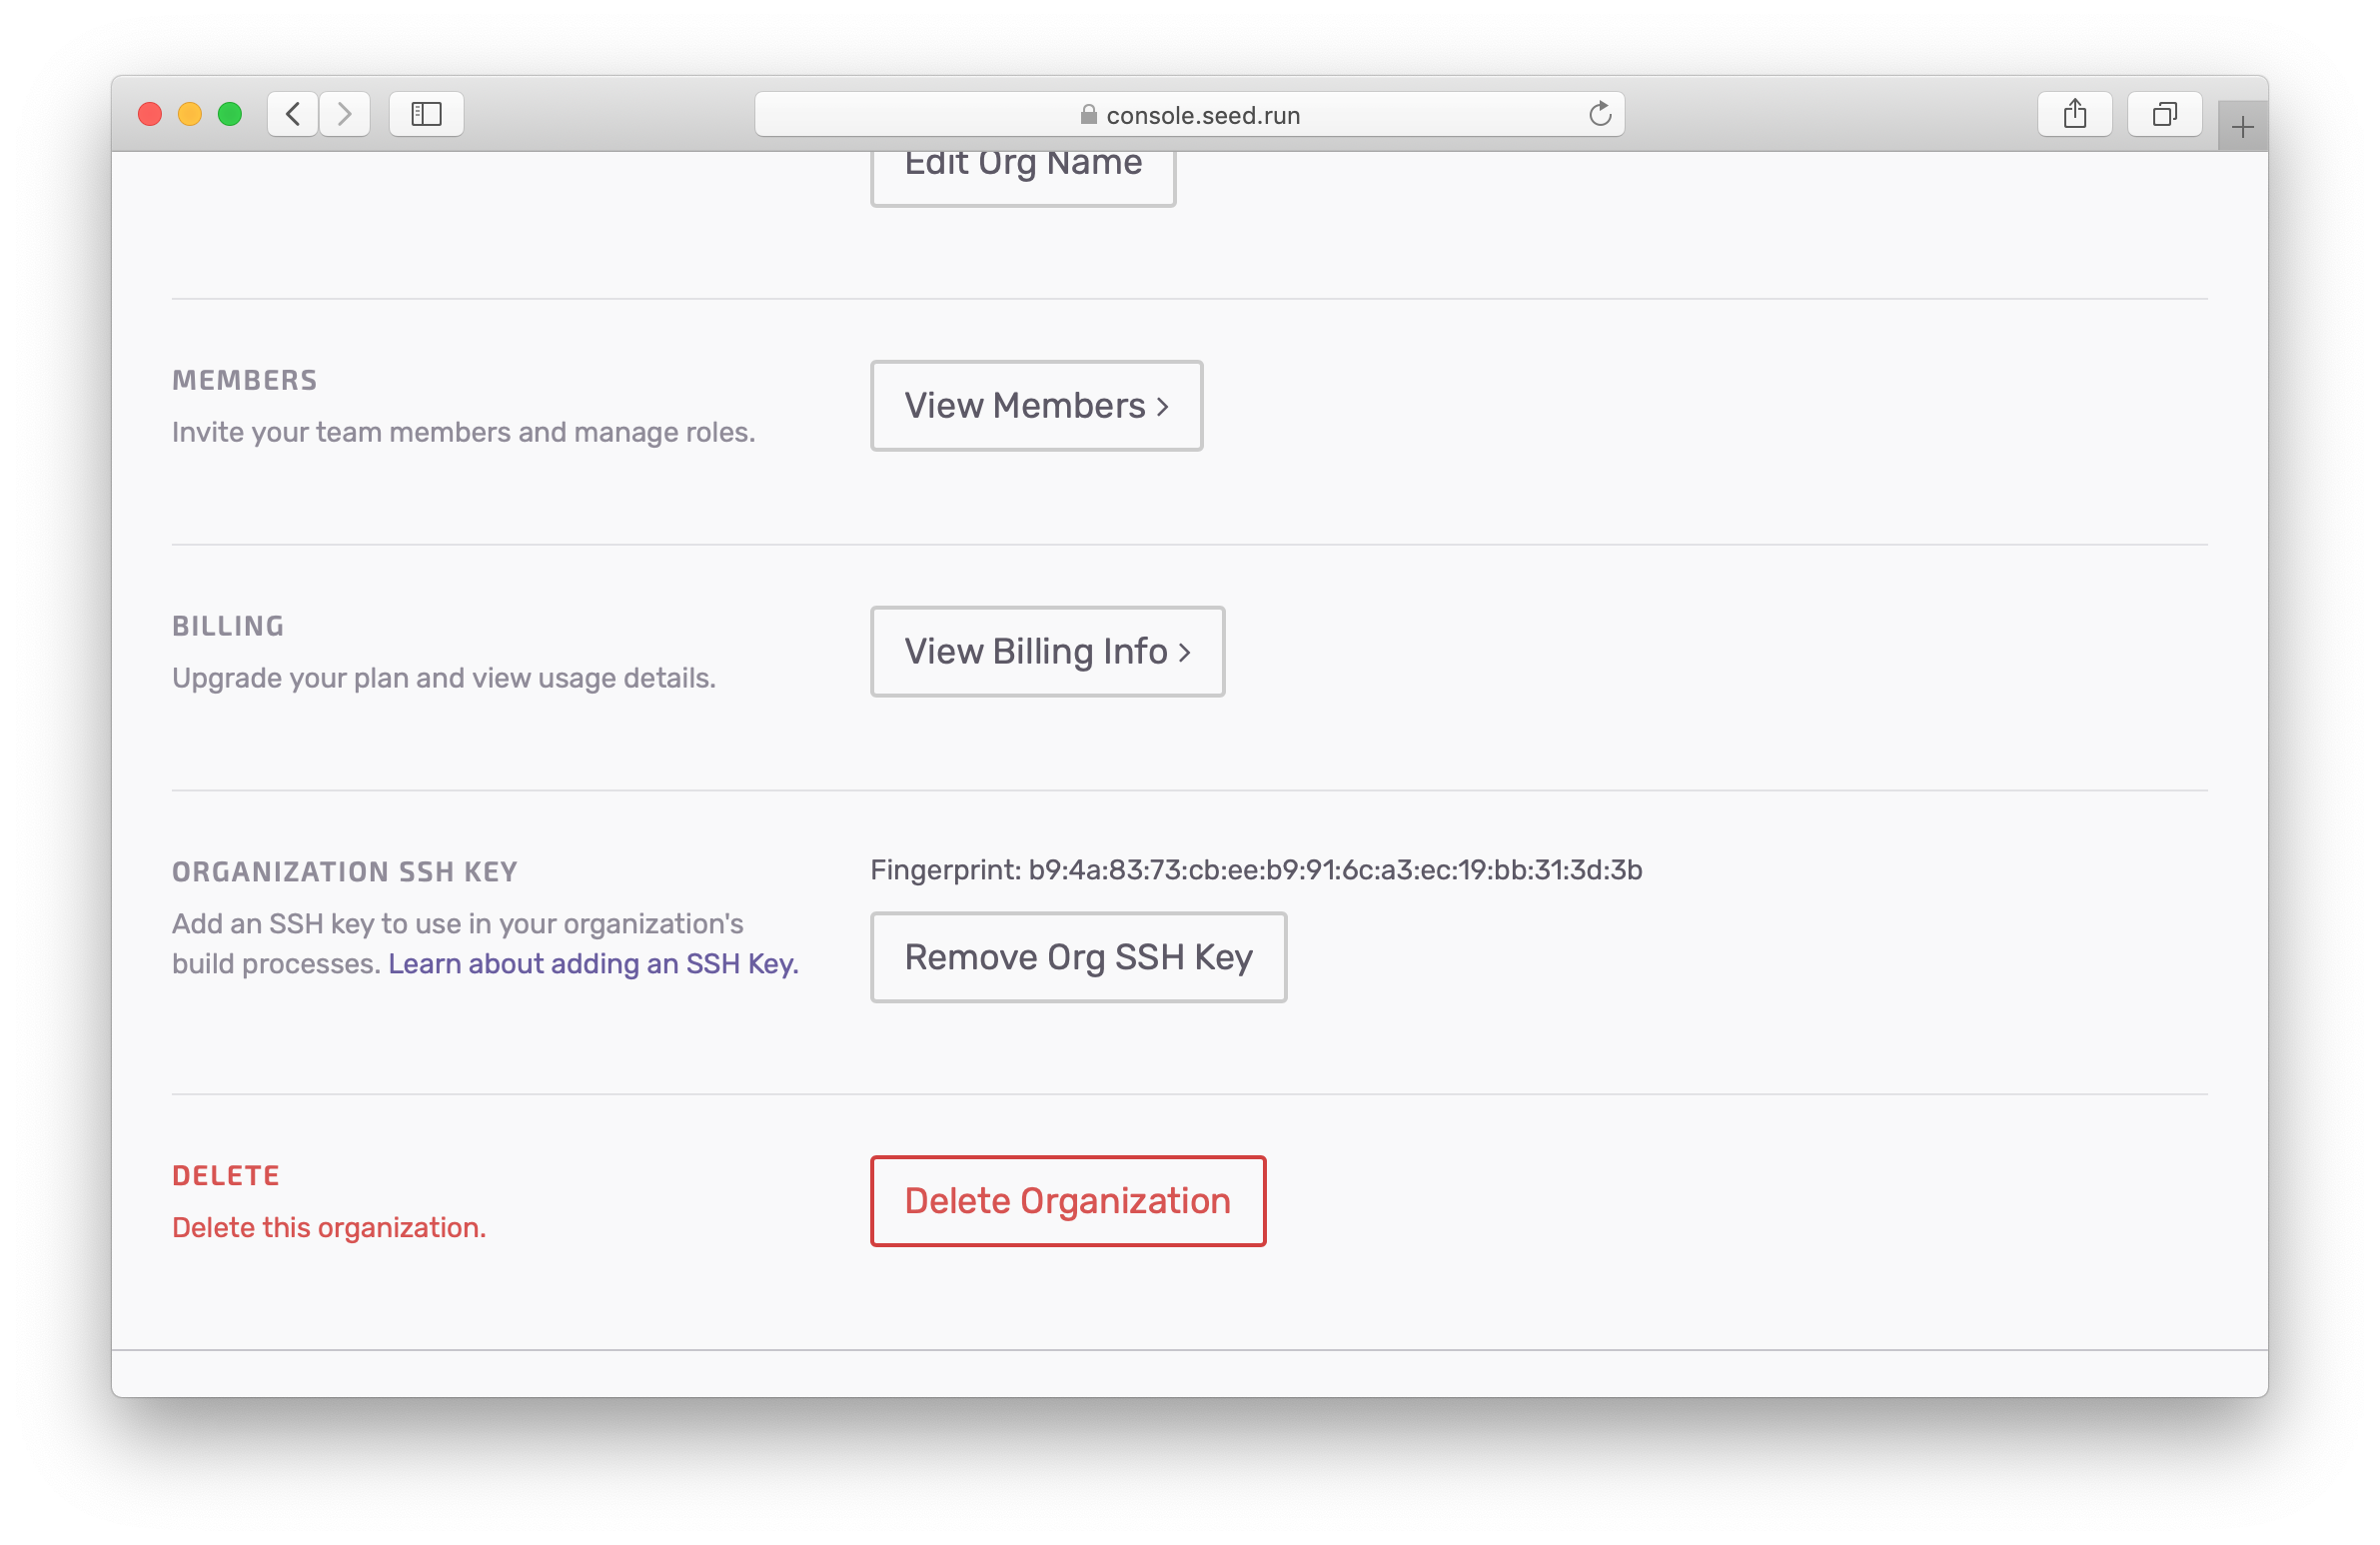 console.seed.run
Edit Org Name
MEMBERS
Invite your team members and manage roles.
View Members >
BILLING
Upgrade your plan and view usage details.
View Billing Info >
ORGANIZATION SSH KEY
Add an SSH key to use in your organization's
build processes. Learn about adding an SSH Key.
Fingerprint: b9:4a:83:73:cb:ee:b9:91:6c:a3:ec:19:bb:31:3d:3b
Remove Org SSH Key
DELETE
Delete this organization.
Delete Organization